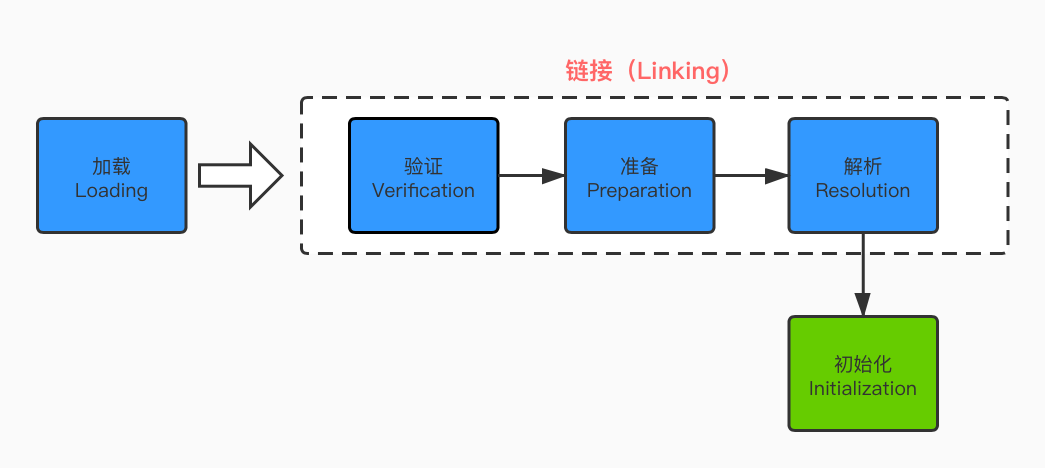 链接（Linking）
加载
Loading
验证
Verification
准备
Preparation
解析
Resolution
初始化
Initialization